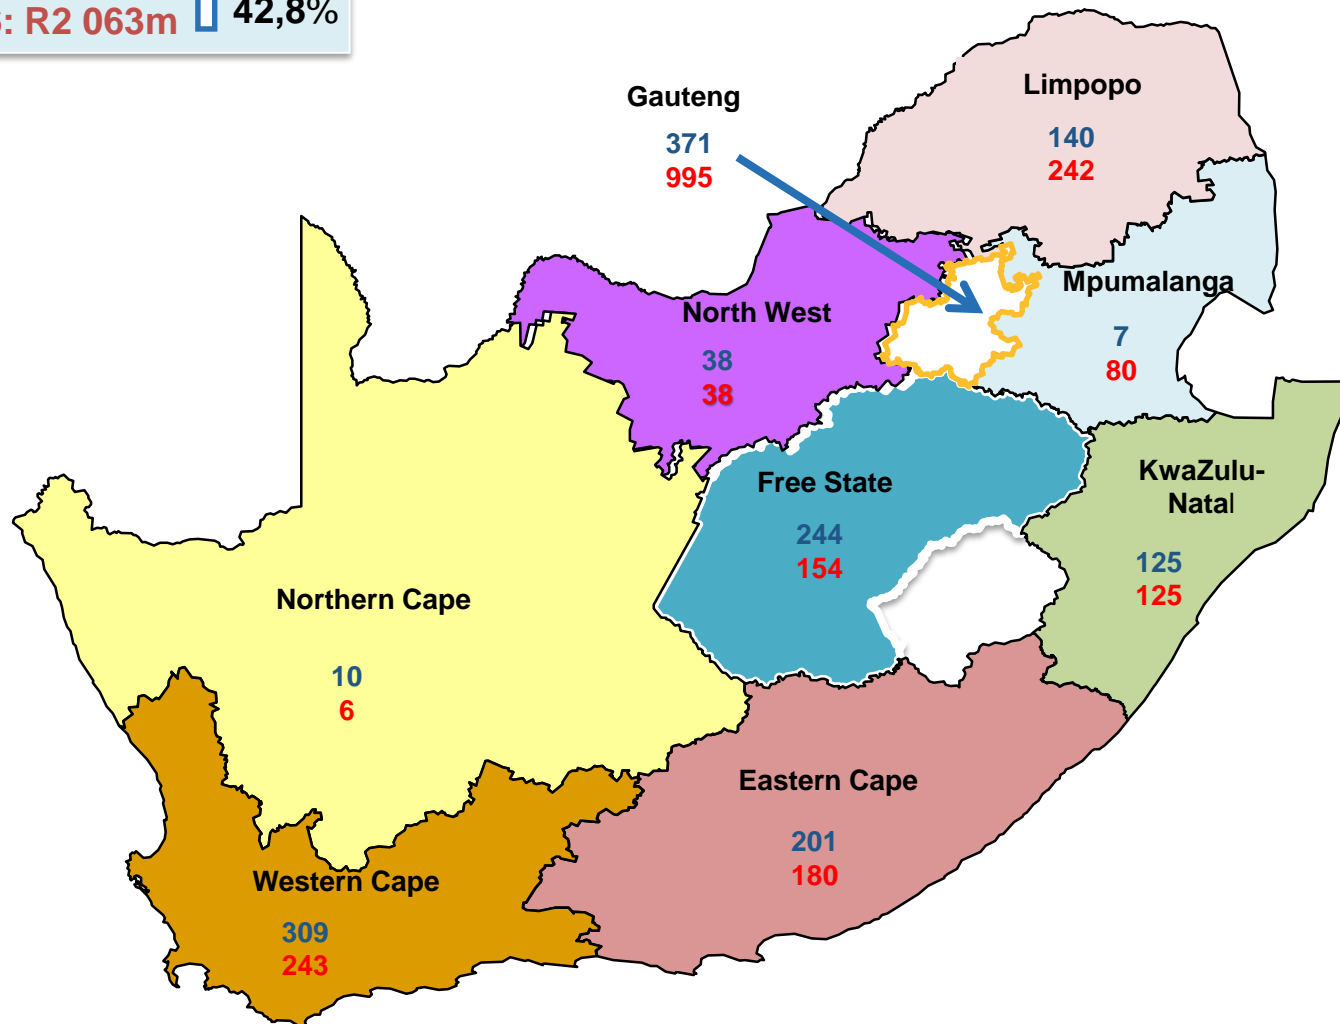 : R2 063m 42,8%
Limpopo
140
242
Gauteng
371
995
Mpumalanga
7
80
North West
38
38
KwaZulu-
Natal
125
125
Free State
244
154
Northern Cape
10
6
Eastern Cape
201
180
Western Cape
309
243